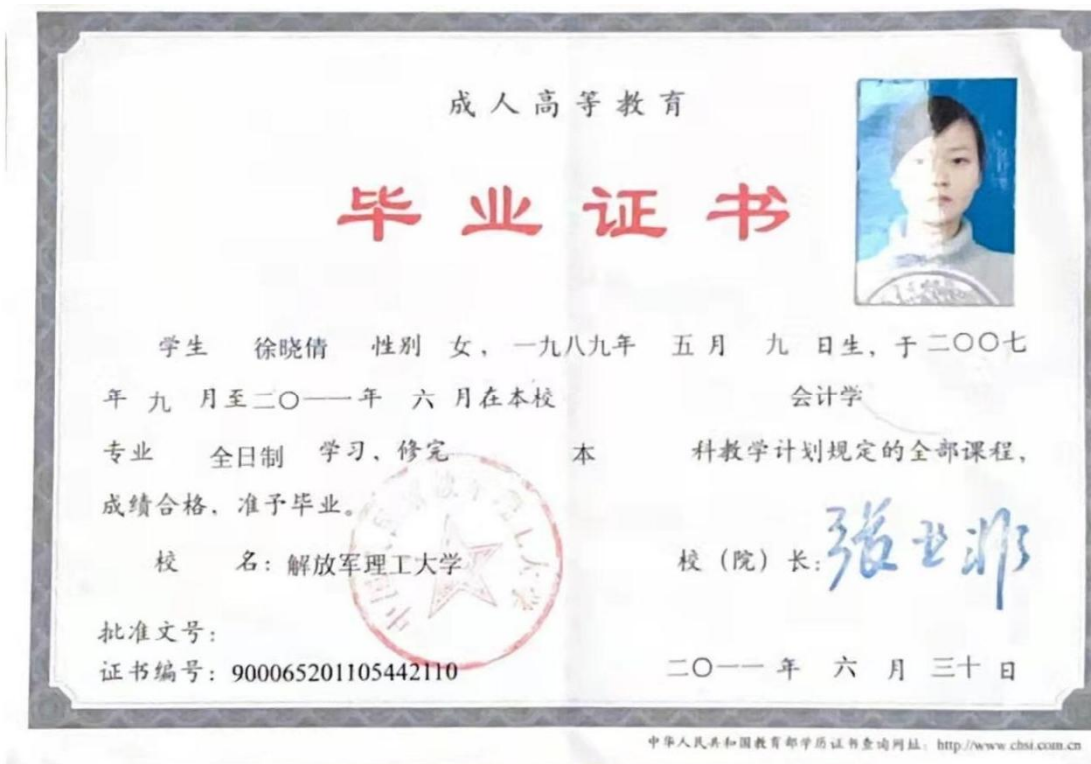 成人高等教育
毕业证书
学生 徐晓倩 性别 女，一九八九年 五月 九 日生，于二〇〇七
年 九 月至二〇一一年 六 月在本校 会计学
专业 全日制 学习、修完 本 科教学计划规定的全部课程，
成绩合格，准予毕业。
校 名：解放军理工大学
校（院）长：张亚非
批准文号：
证书编号：900065201105442110
二〇一一年 六 月 三十日
中华人民共和国教育部学历证书查询网址：http://www.chsi.com.cn